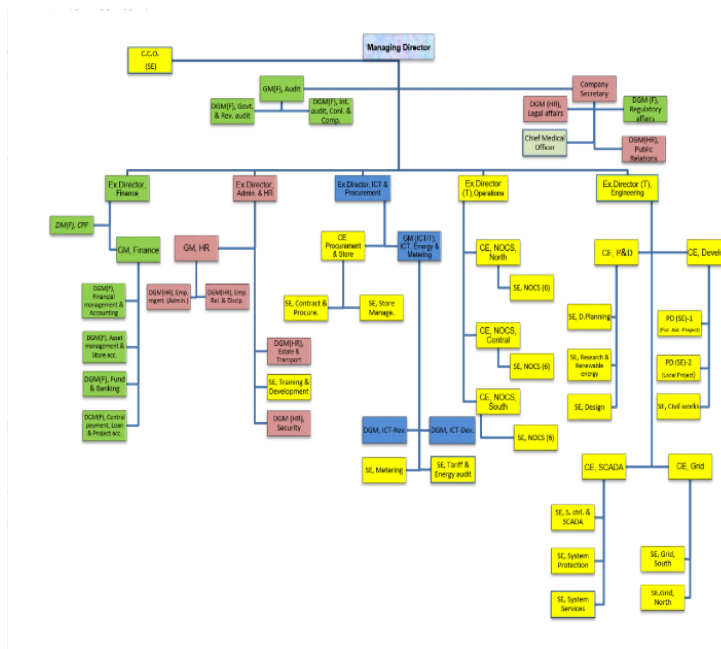 Managing Director
C.C.O.
(SE)
GM(F), Audit
DGM(F), Govt.
& Rev. audit
DGM(F), Int.
audit, Conl. &
Comp.
Company
Secretary
DGM (HR),
Legal affairs
DGM (F),
Regulatory
affairs
Chief Medical
Officer
DGM(HR),
Public
Relations
Ex.Director,
Finance
Ex.Director,
Admin. & HR
Ex.Director, ICT &
Procurement
Ex.Director
(T),Operations
Ex.Director (T),
Engineering
DM(F), CPF
GM, Finance
DGM(F),
Financial
management &
Accounting
DGM(F), Asset
management &
Store acc.
DGM(F), Fund
& Banking
DGM(F), Central
payment, Loan
& Project acc.
GM, HR
DGM(HR), Emp.
mgmt. (Admin.)
DGM(HR), Emp.
Rel. & Discip.
DGM(HR),
Estate &
Transport
SE, Training &
Development
DGM (HR),
Security
CE,
Procurement
& Store
GM (ICT/T),
ICT, Energy &
Metering
SE, Contract &
Procure.
SE, Store
Manage.
DGM, ICT-Rev.
DGM, ICT-Dev.
SE, Metering
SE, Tariff &
Energy audit
CE, NOCS,
North
SE, NOCS (6)
CE, NOCS,
Central
SE, NOCS (6)
CE, NOCS,
South
SE, NOCS (6)
CE, P&D
CE, Develo
SE, D.Planning
SE, Research &
Renewable
energy
SE, Design
PD (SE)-1
PD (SE)-2
(Local Project)
SE, Civil works
CE, SCADA
CE, Grid
SE, S. ctrl. &
SCADA
SE, System
Protection
SE, System
Services
SE, Grid,
South
SE,Grid,
North